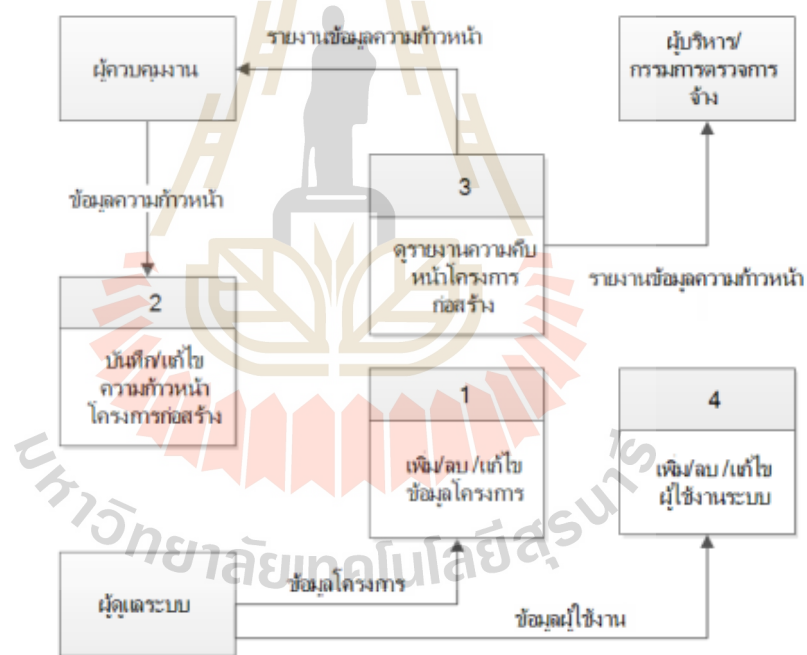 รายงานข้อมูลความก้าวหน้า
ผู้ควบคุมงาน
ผู้บริหาร/
กรรมการตรวจการ
จ้าง
ข้อมูลความก้าวหน้า
3
ดูรายงานความคืบ
หน้าโครงการ
ก่อสร้าง
รายงานข้อมูลความก้าวหน้า
2
บันทึก/แก้ไข
ความก้าวหน้า
โครงการก่อสร้าง
1
เพิ่ม/ลบ/แก้ไข
ข้อมูลโครงการ
4
เพิ่ม/ลบ/แก้ไข
ผู้ใช้งานระบบ
มหาวิทยาลัยเทคโนโลยีสุรนารี
ผู้ดูแลระบบ
ข้อมูลโครงการ
ข้อมูลผู้ใช้งาน